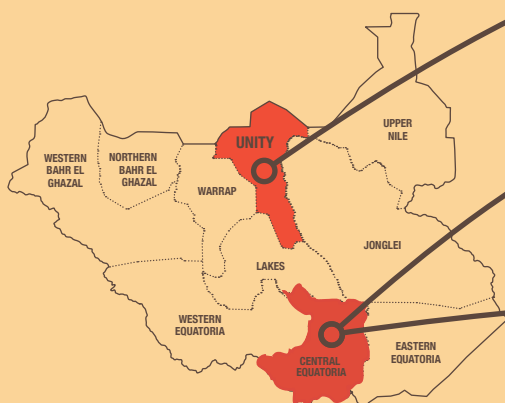 UPPER
NILE
UNITY
WESTERN
BAHR EL
GHAZAL
NORTHERN
BAHR EL
GHAZAL
WARRAP
JONGLEI
LAKES
WESTERN
EQUATORIA
CENTRAL
EQUATORIA
EASTERN
EQUATORIA